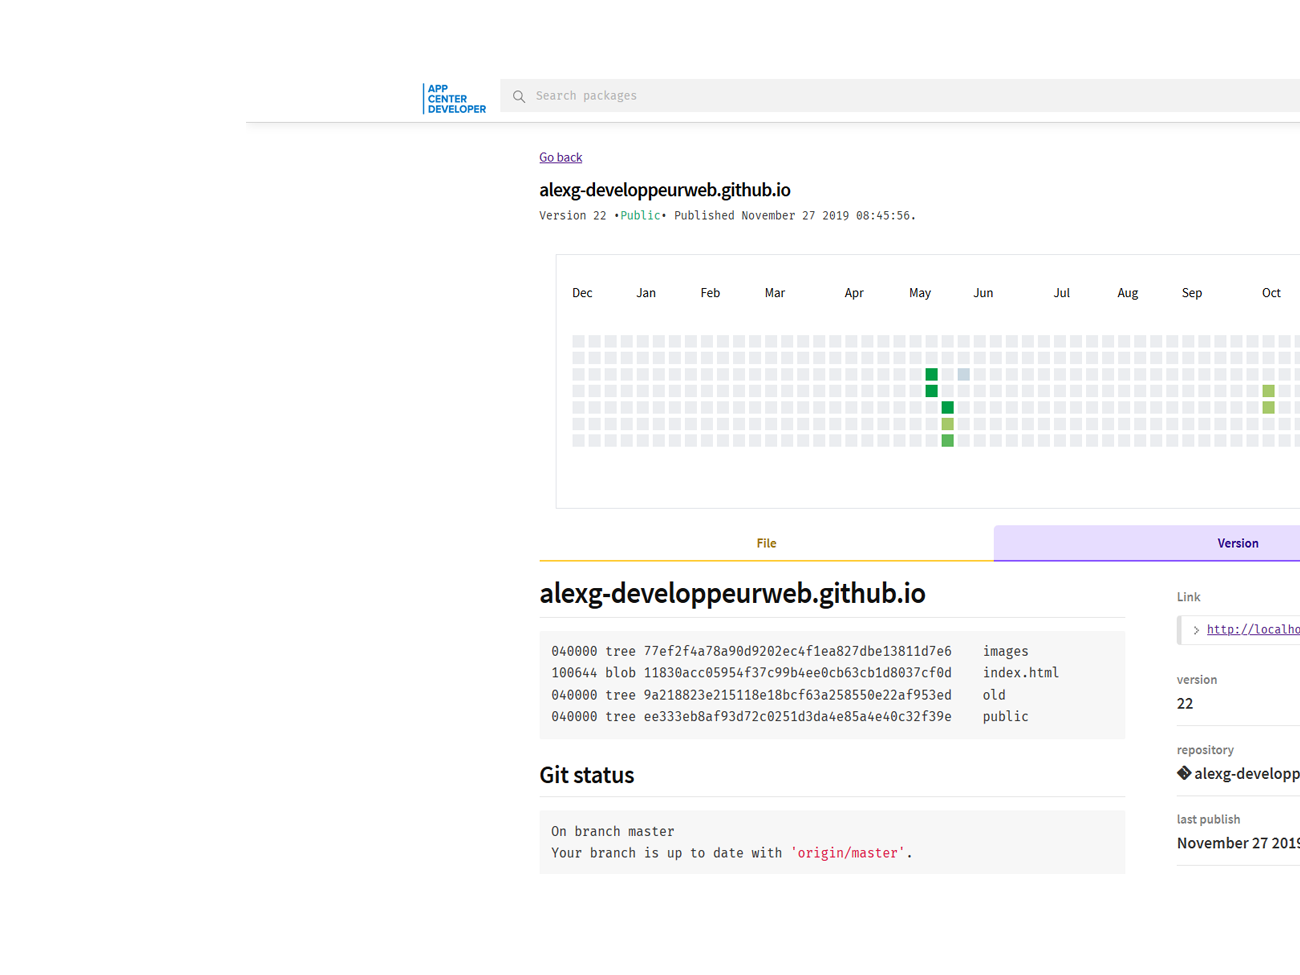 APP
CENTER
DEVELOPER
Search packages
Go back
alexg-developpeurweb.github.io
Version 22 •Public• Published November 27 2019 08:45:56.
Dec Jan Feb Mar Apr May Jun Jul Aug Sep Oct
File Version
alexg-developpeurweb.github.io
040000 tree 77ef2f4a78a90d9202ec4f1ea827dbe13811d7e6 images
100644 blob 11830acc05954f37c99b4ee0cb63cb1d8037cf0d index.html
040000 tree 9a218823e215118e18bcf63a258550e22af953ed old
040000 tree ee333eb8af93d72c0251d3da4e85a4e40c32f39e public
Git status
On branch master
Your branch is up to date with 'origin/master'.
Link
http://localho
version
22
repository
alexg-developp
last publish
November 27 2019